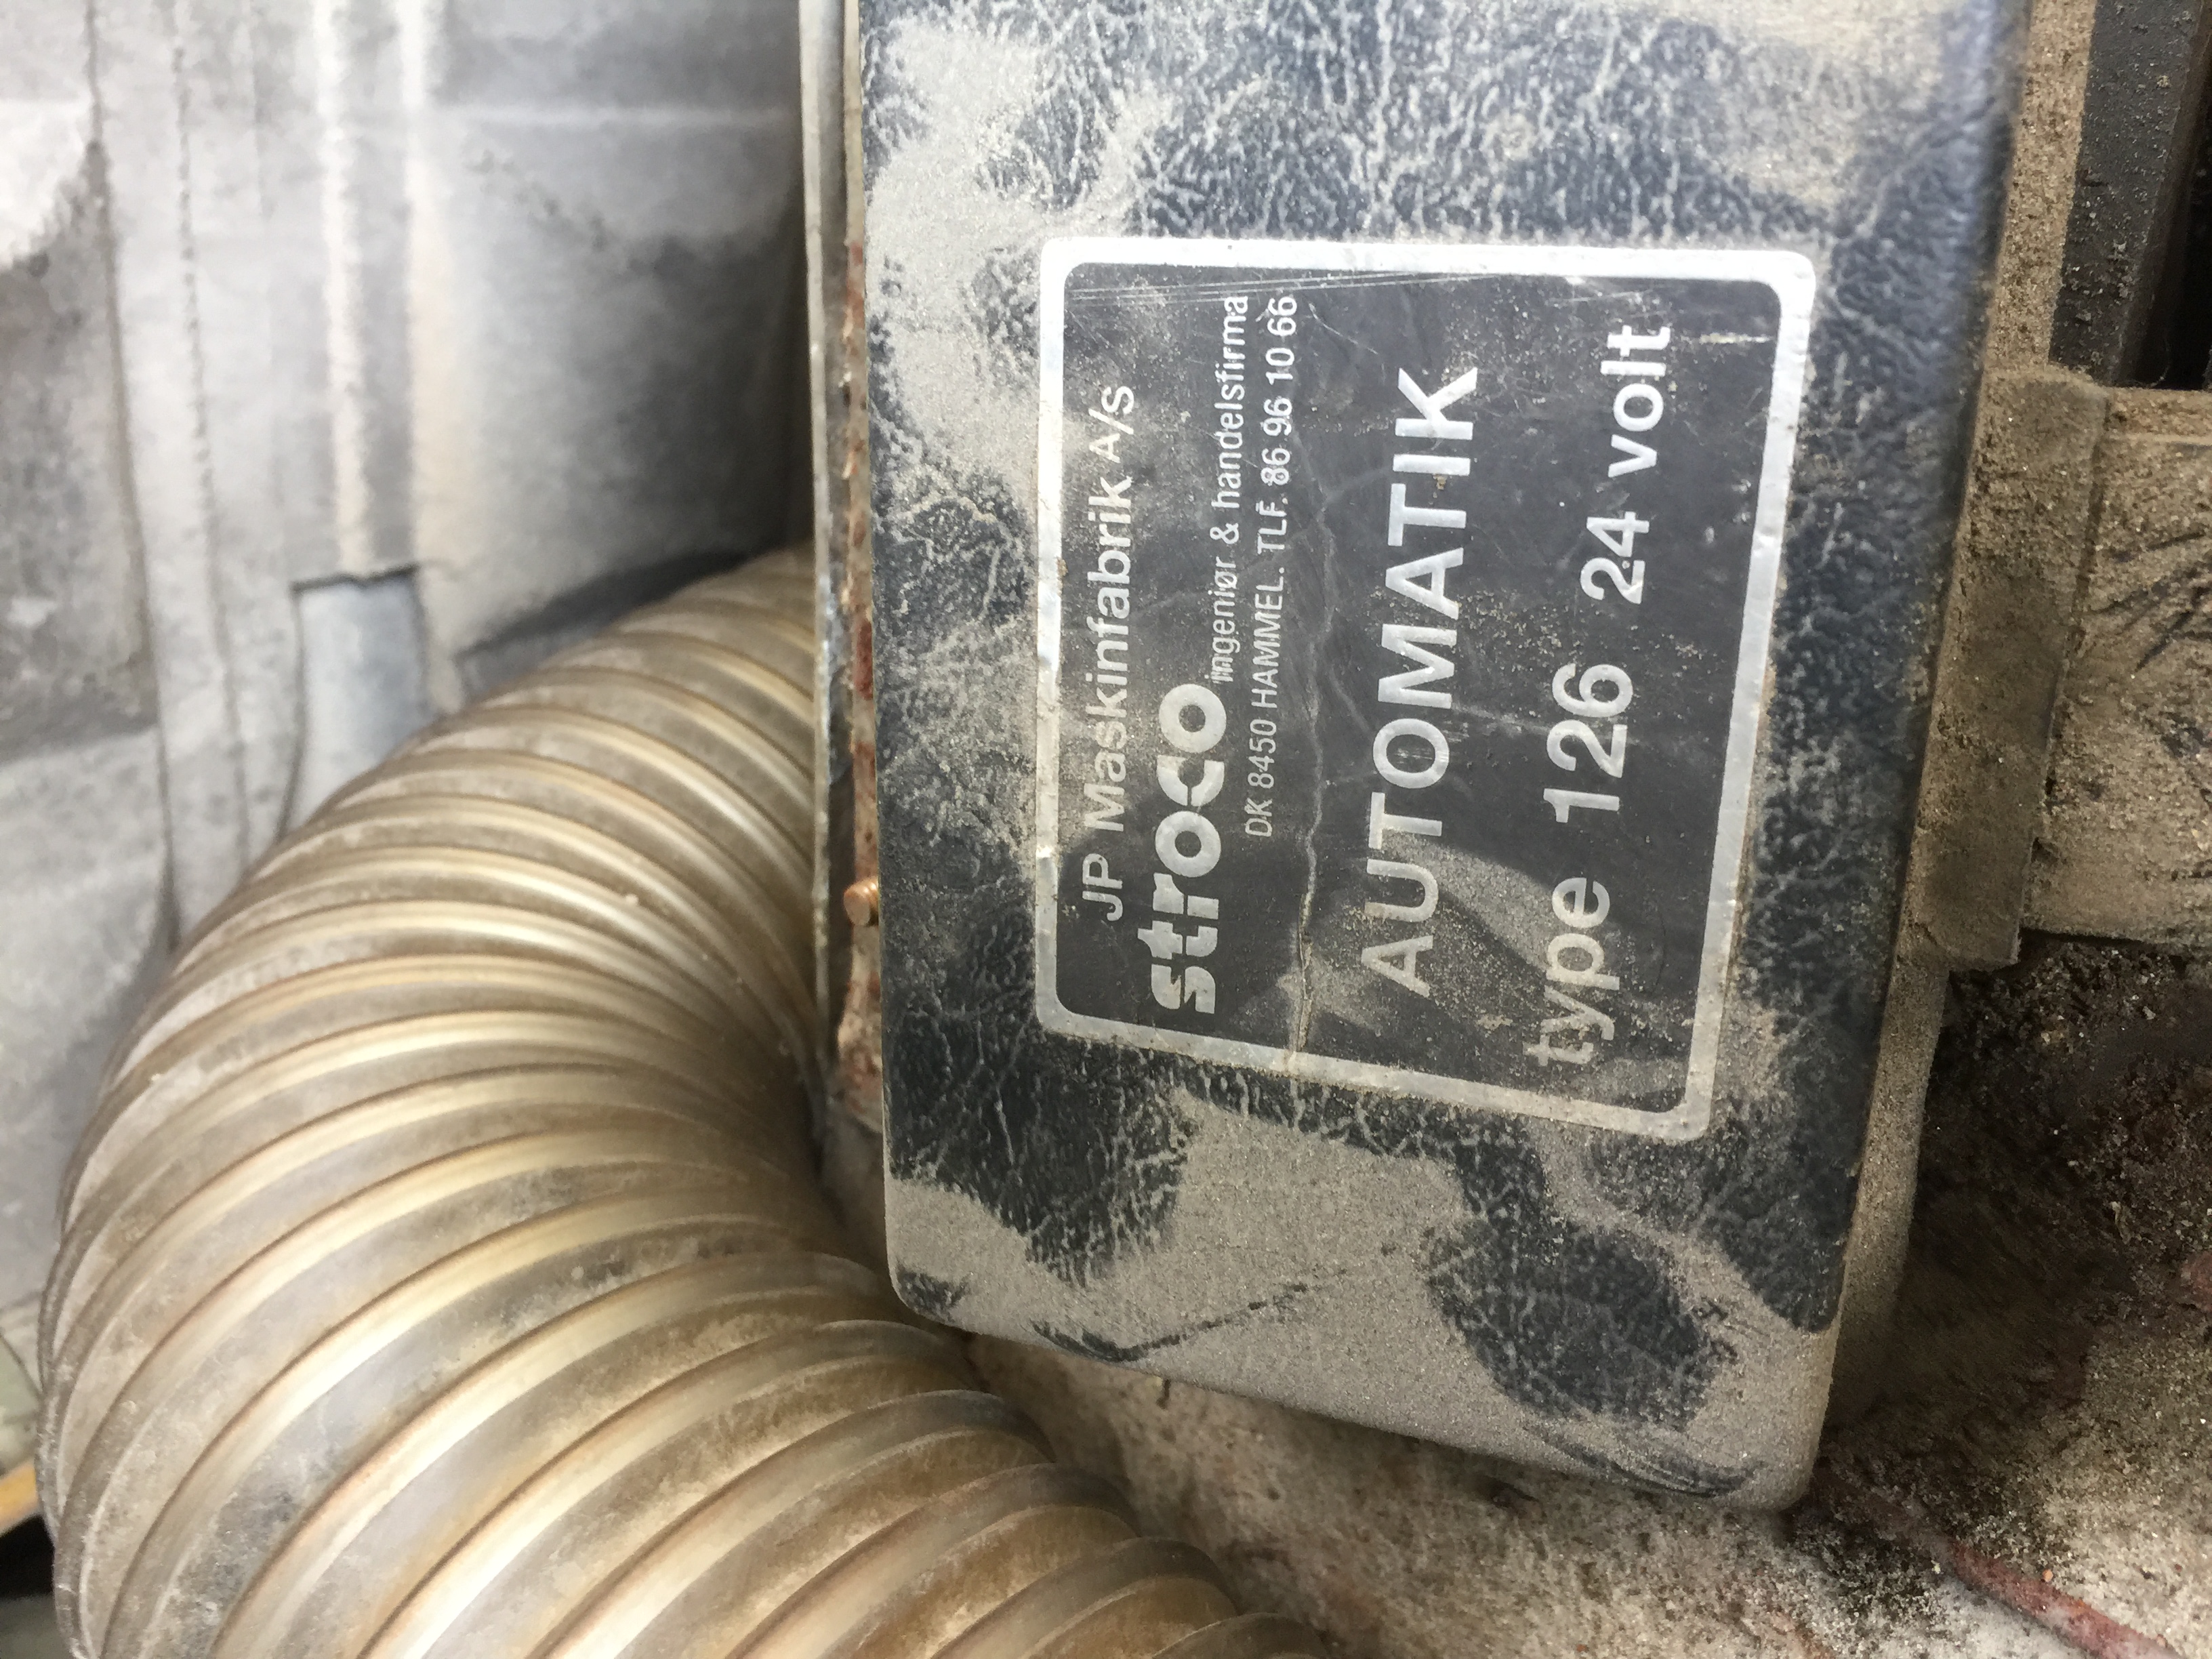 JP Maskinfabrik A/s
stroco ingeniør & handelsfirma
DK 8450 HAMMEL. TLF. 86 96 10 66
AUTOMATIK
type 126 24 volt